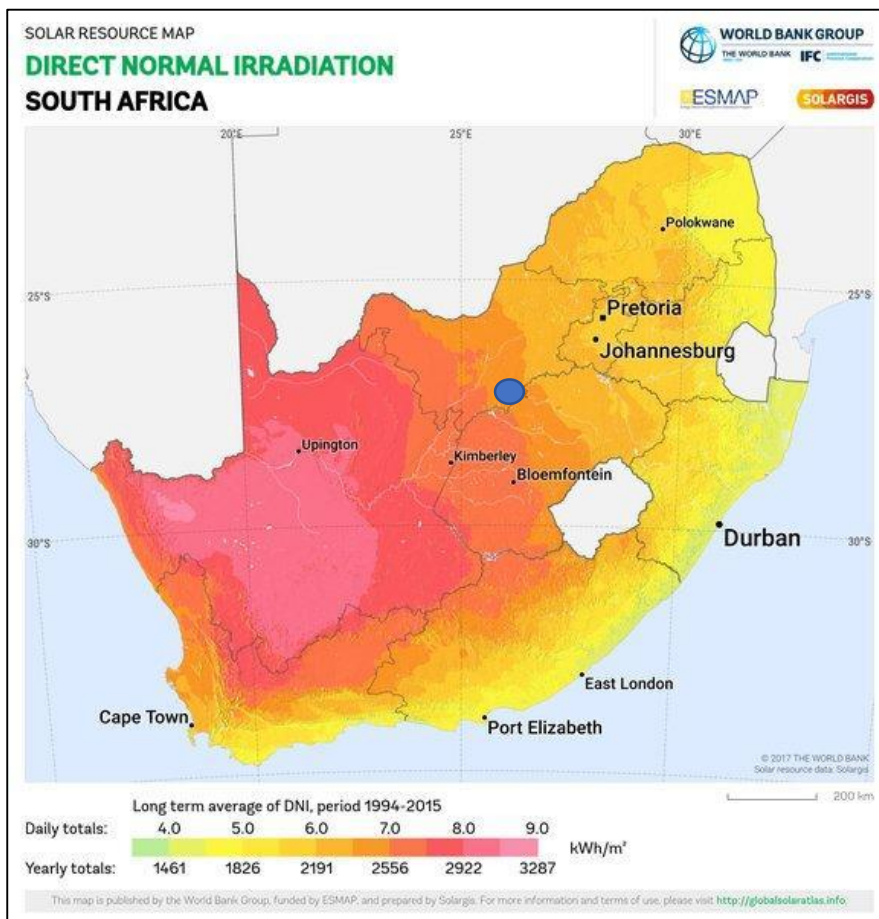 SOLAR RESOURCE MAP
DIRECT NORMAL IRRADIATION
SOUTH AFRICA
WORLD BANK GROUP
THE WORLD BANK IFC
ESMAP
SOLARGIS
20°E 25°E 30°E
Polokwane
25°S 25°S
Pretoria
Johannesburg
Upington
Kimberley
Bloemfontein
Durban
30°S 30°S
East London
Cape Town
Port Elizabeth
© 2017 THE WORLD BANK
Solar resource data: Solargis
200 km
Long term average of DNI, period 1994-2015
Daily totals: 4.0 5.0 6.0 7.0 8.0 9.0
kWh/m²
Yearly totals: 1461 1826 2191 2556 2922 3287
This map is published by the World Bank Group, funded by ESMAP, and prepared by Solargis. For more information and terms of use, please visit http://globalsolaratlas.info.